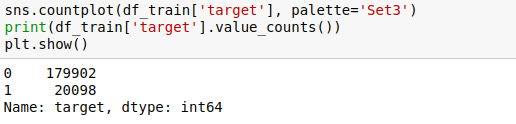 sns.countplot(df_train['target'], palette='Set3')
print(df_train['target'].value_counts())
plt.show()
0    179902
1     20098
Name: target, dtype: int64